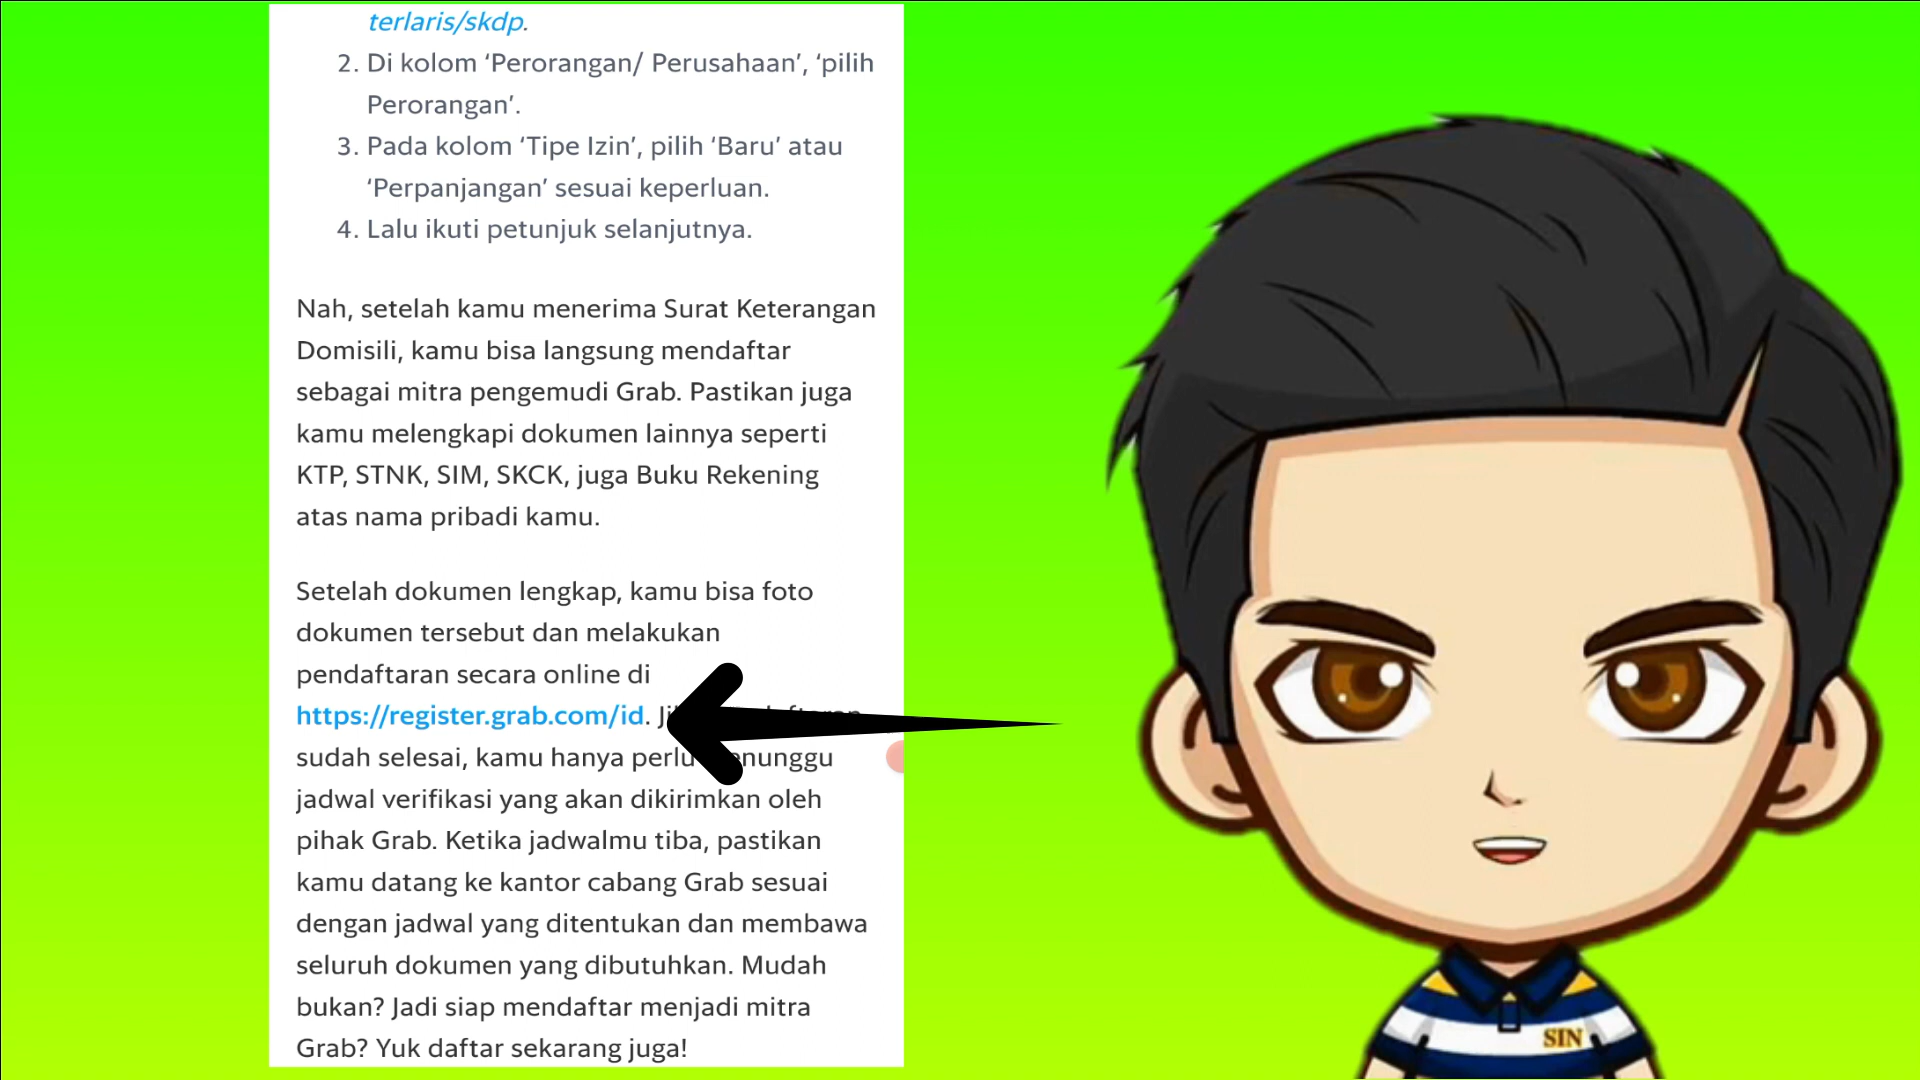 terlaris/skdp.
2. Di kolom ‘Perorangan/ Perusahaan’, ‘pilih
Perorangan’.
3. Pada kolom ‘Tipe Izin’, pilih ‘Baru’ atau
‘Perpanjangan’ sesuai keperluan.
4. Lalu ikuti petunjuk selanjutnya.
Nah, setelah kamu menerima Surat Keterangan
Domisili, kamu bisa langsung mendaftar
sebagai mitra pengemudi Grab. Pastikan juga
kamu melengkapi dokumen lainnya seperti
KTP, STNK, SIM, SKCK, juga Buku Rekening
atas nama pribadi kamu.
Setelah dokumen lengkap, kamu bisa foto
dokumen tersebut dan melakukan
pendaftaran secara online di
https://register.grab.com/id.
sudah selesai, kamu hanya perlu
jadwal verifikasi yang akan dikirimkan oleh
pihak Grab. Ketika jadwalmu tiba, pastikan
kamu datang ke kantor cabang Grab sesuai
dengan jadwal yang ditentukan dan membawa
seluruh dokumen yang dibutuhkan. Mudah
bukan? Jadi siap mendaftar menjadi mitra
Grab? Yuk daftar sekarang juga!
SIN